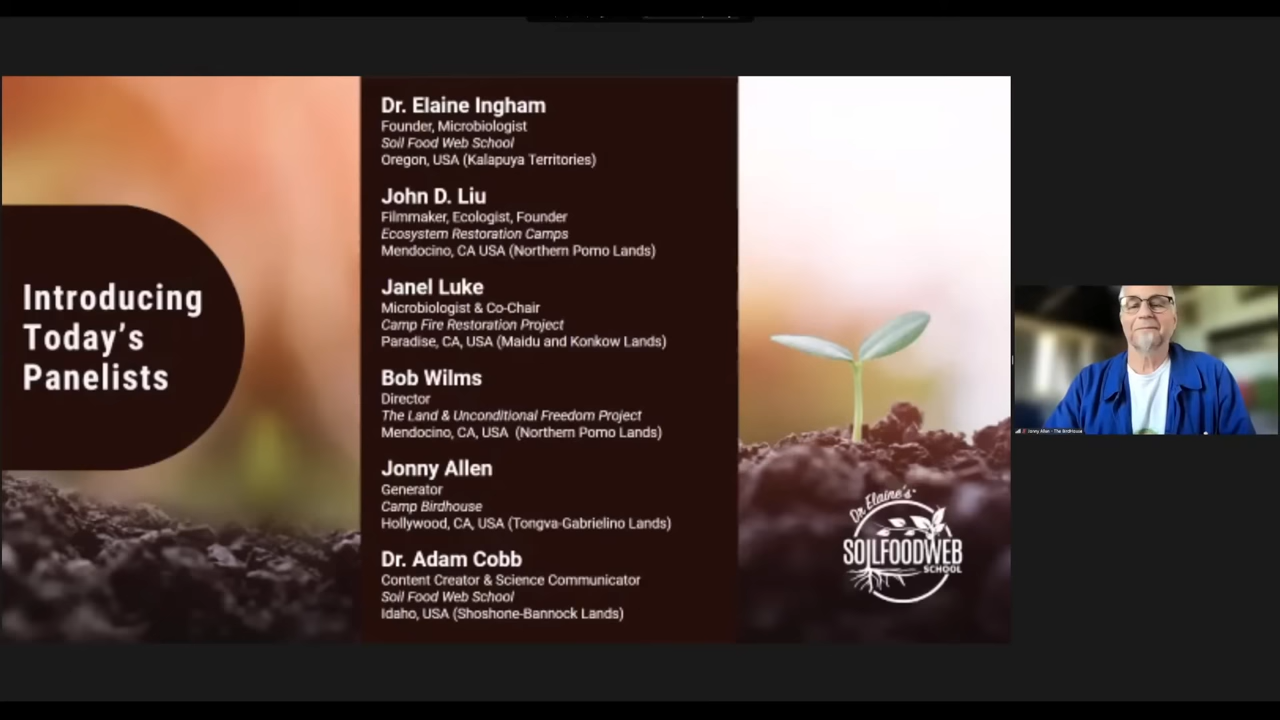 Introducing
Today's
Panelists
Dr. Elaine Ingham
Founder, Microbiologist
Soil Food Web School
Oregon, USA (Kalapuya Territories)
John D. Liu
Filmmaker, Ecologist, Founder
Ecosystem Restoration Camps
Mendocino, CA USA (Northern Pomo Lands)
Janel Luke
Microbiologist & Co-Chair
Camp Fire Restoration Project
Paradise, CA, USA (Maidu and Konkow Lands)
Bob Wilms
Director
The Land & Unconditional Freedom Project
Mendocino, CA, USA (Northern Pomo Lands)
Jonny Allen
Generator
Camp Birdhouse
Hollywood, CA, USA (Tongva-Gabrielino Lands)
Dr. Adam Cobb
Content Creator & Science Communicator
Soil Food Web School
Idaho, USA (Shoshone-Bannock Lands)
Dr. Elaine's
SOILFOODWEB
SCHOOL
Jonny Allen - The BirdHouse